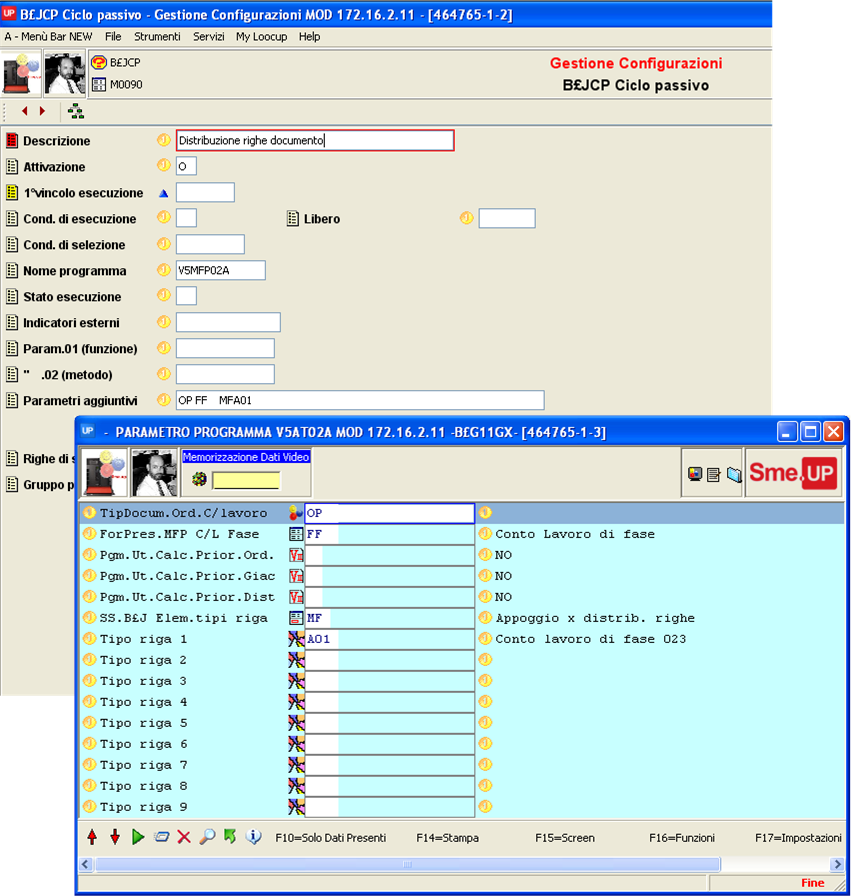 UP B£JCP Ciclo passivo - Gestione Configurazioni MOD 172.16.2.11 - [464765-1-2]
A - Menù Bar NEW File Strumenti Servizi My Loocup Help
B£JCP
M0090
Gestione Configurazioni
B£JCP Ciclo passivo
Descrizione Distribuzione righe documento
Attivazione O
1°vincolo esecuzione
Cond. di esecuzione Libero
Cond. di selezione
Nome programma V5MFP02A
Stato esecuzione
Indicatori esterni
Param.01 (funzione)
" .02 (metodo)
Parametri aggiuntivi OP FF MFA01
Righe di s
Gruppo p
UP - PARAMETRO PROGRAMMA V5AT02A MOD 172.16.2.11 -B£G11GX- [464765-1-3]
Memorizzazione Dati Video
Sme.UP
TipDocum.Ord.C/lavoro OP
ForPres.MFP C/L Fase FF Conto Lavoro di fase
Pgm.Ut.Calc.Prior.Ord. NO
Pgm.Ut.Calc.Prior.Giac NO
Pgm.Ut.Calc.Prior.Dist NO
SS.B£J Elem.tipi riga MF Appoggio x distrib. righe
Tipo riga 1 A01 Conto lavoro di fase 023
Tipo riga 2
Tipo riga 3
Tipo riga 4
Tipo riga 5
Tipo riga 6
Tipo riga 7
Tipo riga 8
Tipo riga 9
F10=Solo Dati Presenti F14=Stampa F15=Screen F16=Funzioni F17=Impostazioni
Fine